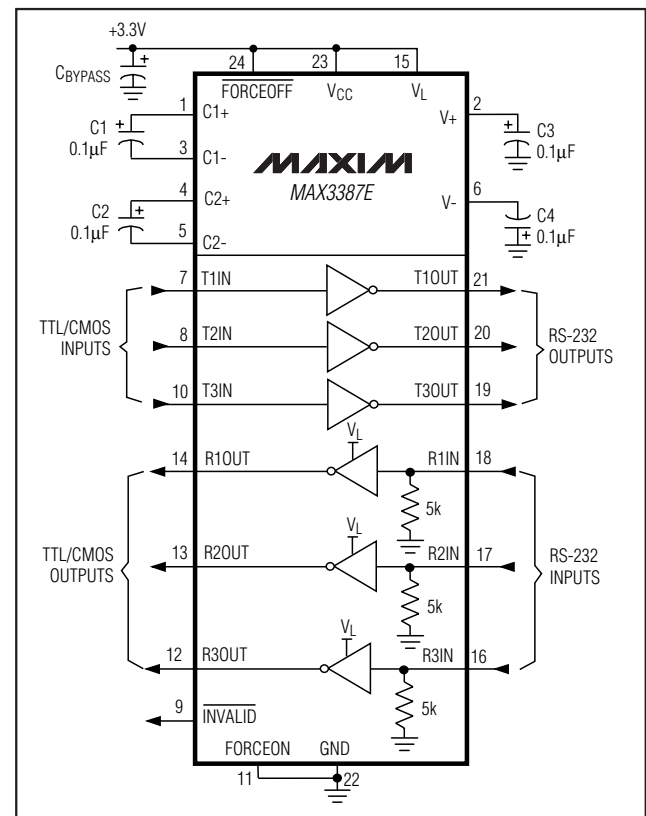 +3.3V
CBYPASS
+
24
23
15
FORCEOFF
VCC
VL
1
C1+
C1
0.1µF
+
3
C1-
4
C2+
C2
0.1µF
+
5
C2-
MAXIM
MAX3387E
V+
2
+
C3
0.1µF
V-
6
C4
+
0.1µF
TTL/CMOS
INPUTS
7
T1IN
T1OUT
21
8
T2IN
T2OUT
20
10
T3IN
T3OUT
19
RS-232
OUTPUTS
TTL/CMOS
OUTPUTS
14
R1OUT
VL
R1IN
18
5k
13
R2OUT
VL
R2IN
17
5k
12
R3OUT
VL
R3IN
16
5k
RS-232
INPUTS
9
INVALID
FORCEON
GND
11
22